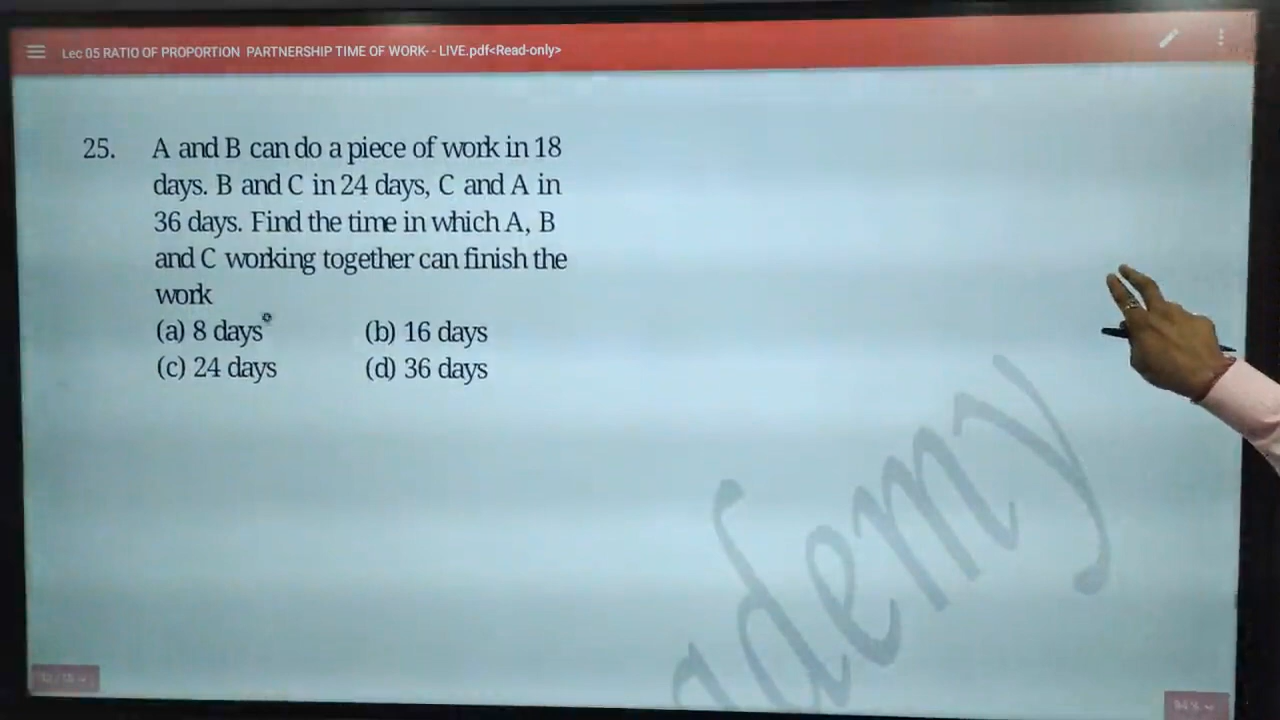 Lec 05 RATIO OF PROPORTION PARTNERSHIP TIME OF WORK- - LIVE.pdf<Read-only>
25. A and B can do a piece of work in 18
days. B and C in 24 days, C and A in
36 days. Find the time in which A, B
and C working together can finish the
work
(a) 8 days (b) 16 days
(c) 24 days (d) 36 days
ademy